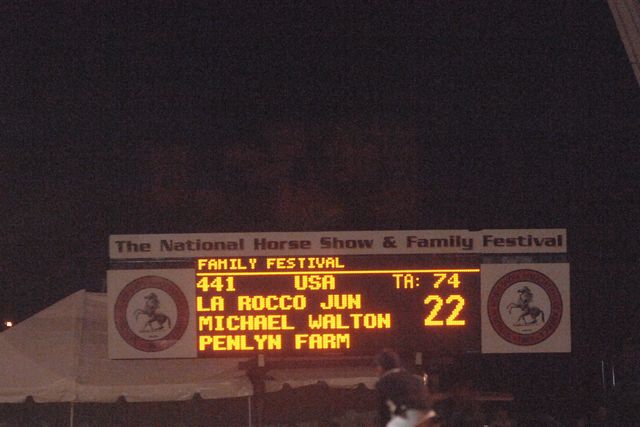 The National Horse Show & Family Festival
FAMILY FESTIVAL
441 USA TA: 74
LA ROCCO JUN 22
MICHAEL WALTON
PENLYN FARM